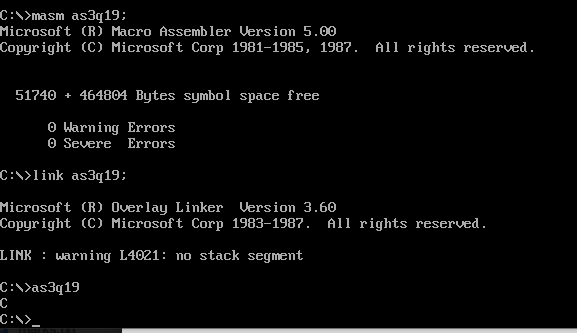 C:\>masm as3q19;
Microsoft (R) Macro Assembler Version 5.00
Copyright (C) Microsoft Corp 1981-1985, 1987.  All rights reserved.
51740 + 464804 Bytes symbol space free
0 Warning Errors
0 Severe  Errors
C:\>link as3q19;
Microsoft (R) Overlay Linker  Version 3.60
Copyright (C) Microsoft Corp 1983-1987.  All rights reserved.
LINK : warning L4021: no stack segment
C:\>as3q19
C
C:\>_